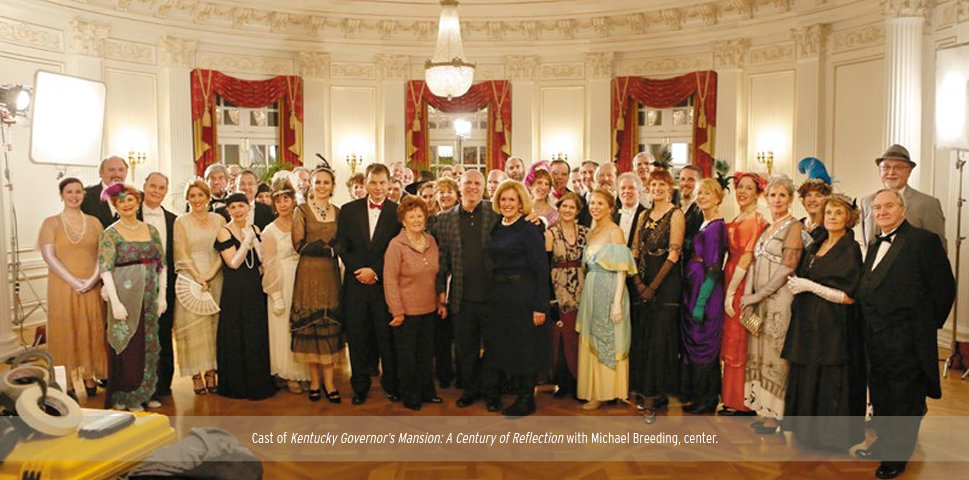 Cast of Kentucky Governor's Mansion: A Century of Reflection with Michael Breeding, center.